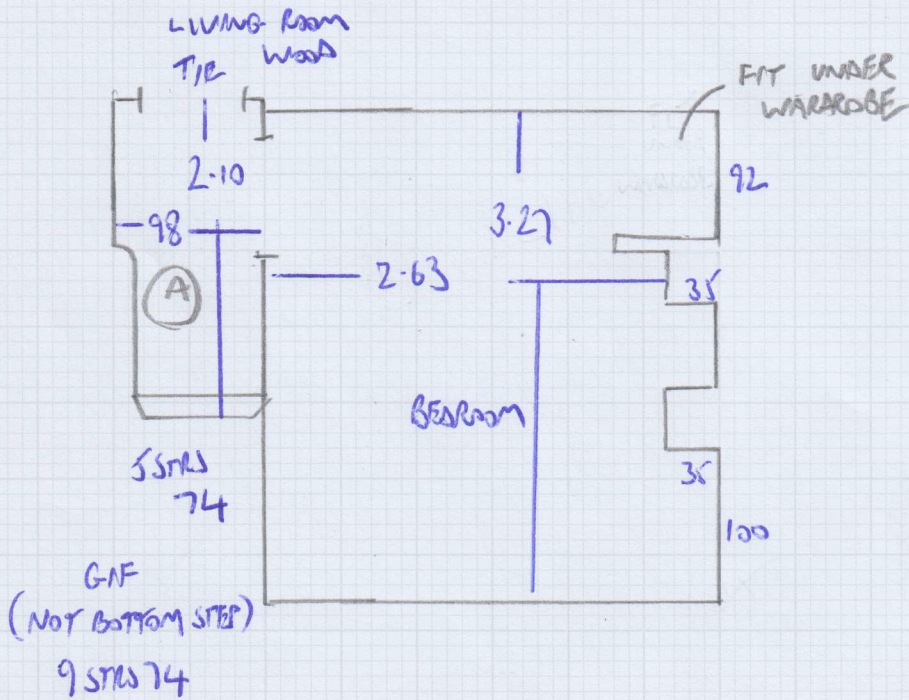 LIVING ROOM
T/R WOOD
FIT UNDER
WARAROBE
2.10
92
98
3.27
2.63
35
A
BEDROOM
5 STRS
74
35
100
GNF
(NOT BOTTOM STEP)
9 STRS 74